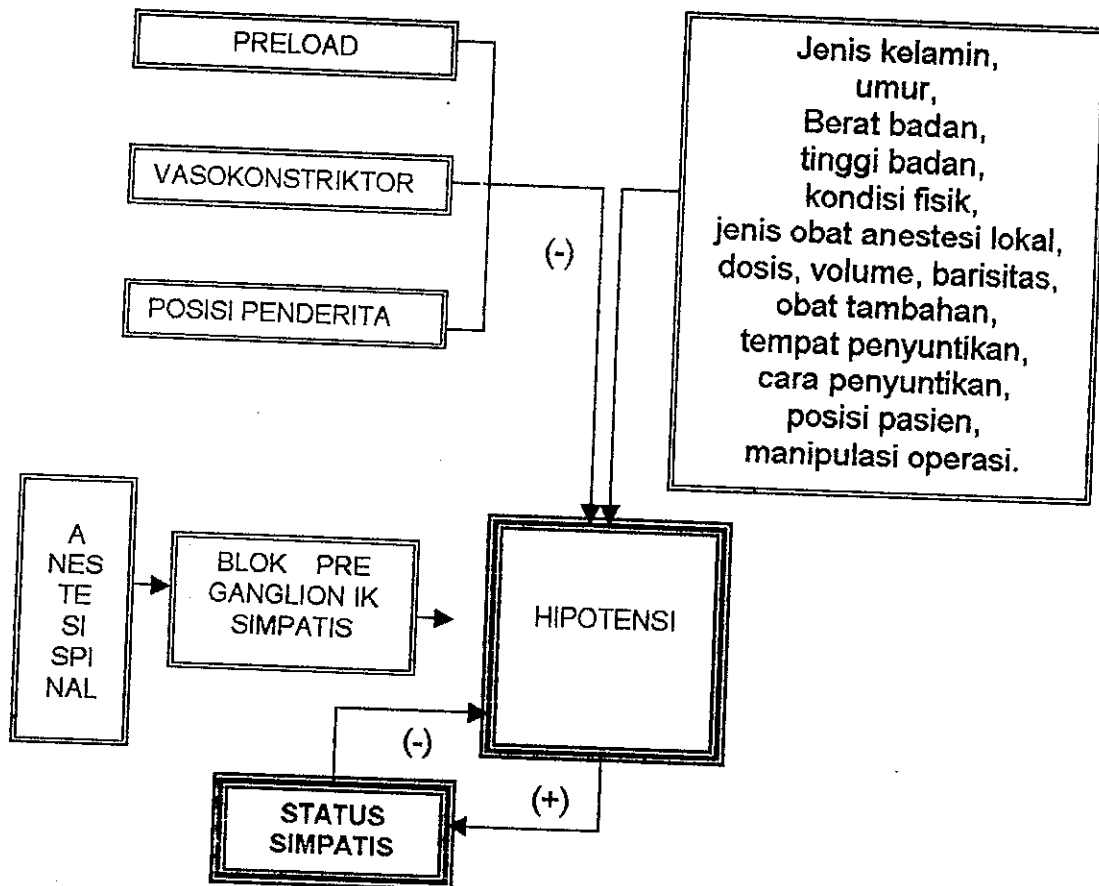 PRELOAD
VASOKONSTRIKTOR
POSISI PENDERITA
(-)
Jenis kelamin,
umur,
Berat badan,
tinggi badan,
kondisi fisik,
jenis obat anestesi lokal,
dosis, volume, barisitas,
obat tambahan,
tempat penyuntikan,
cara penyuntikan,
posisi pasien,
manipulasi operasi.
A
NES
TE
SI
SPI
NAL
BLOK PRE
GANGLION IK
SIMPATIS
HIPOTENSI
(-)
(+)
STATUS
SIMPATIS